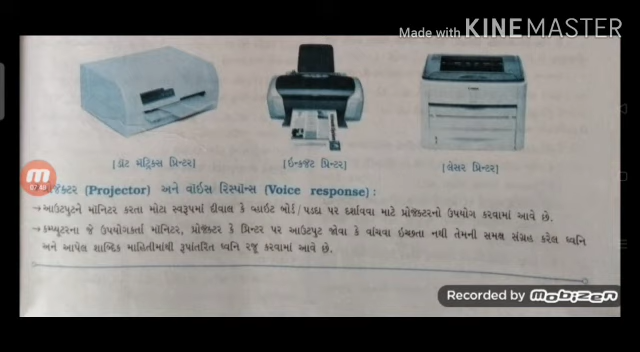 Made with KINEMASTER
[ડૉટ મૅટ્રિક્સ પ્રિન્ટર] [ઇન્કજેટ પ્રિન્ટર] [લેસર પ્રિન્ટર]
(Projector) અને વૉઇસ રિસ્પૉન્સ (Voice response) :
→ આઉટપુટને મૉનિટર કરતા મોટા સ્વરૂપમાં દીવાલ કે વ્હાઇટ બોર્ડ/પડદા પર દર્શાવવા માટે પ્રોજેક્ટરનો ઉપયોગ કરવામાં આવે છે.
→ કમ્પ્યૂટરના જે ઉપયોગકર્તા મૉનિટર, પ્રોજેક્ટર કે પ્રિન્ટર પર આઉટપુટ જોવા કે વાંચવા ઇચ્છતા નથી તેમની સમક્ષ સંગ્રહ કરેલ ધ્વનિ
અને આપેલ શાબ્દિક માહિતીમાંથી રૂપાંતરિત ધ્વનિ રજૂ કરવામાં આવે છે.
Recorded by mobizen